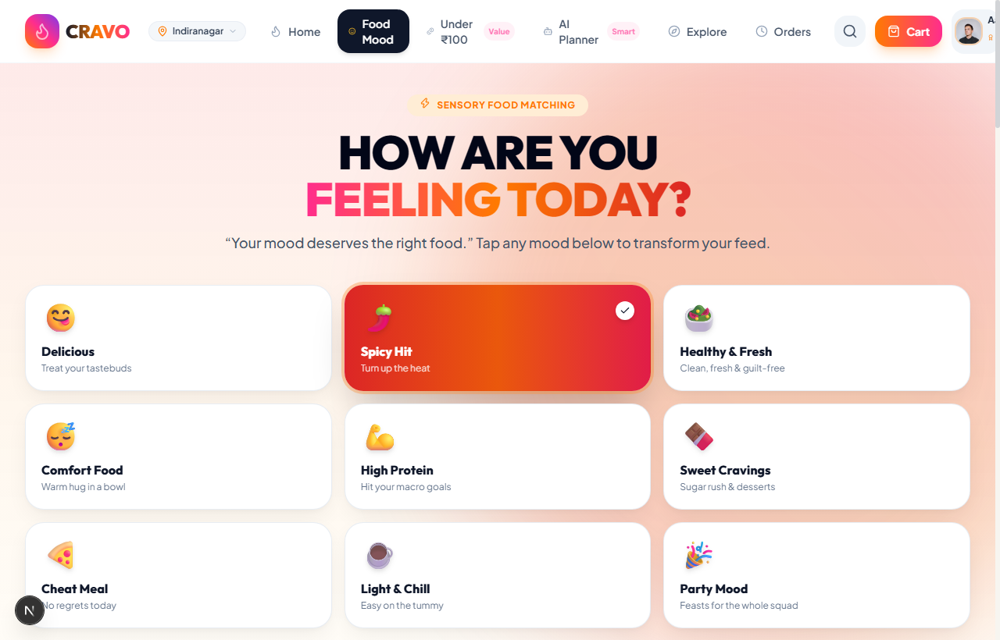 CRAVO
Indiranagar
Home
Food
Mood
Under
₹100
Value
AI
Planner
Smart
Explore
Orders
Cart
SENSORY FOOD MATCHING
HOW ARE YOU
FEELING TODAY?
“Your mood deserves the right food.” Tap any mood below to transform your feed.
Delicious
Treat your tastebuds
Spicy Hit
Turn up the heat
Healthy & Fresh
Clean, fresh & guilt-free
Comfort Food
Warm hug in a bowl
High Protein
Hit your macro goals
Sweet Cravings
Sugar rush & desserts
Cheat Meal
No regrets today
Light & Chill
Easy on the tummy
Party Mood
Feasts for the whole squad
N